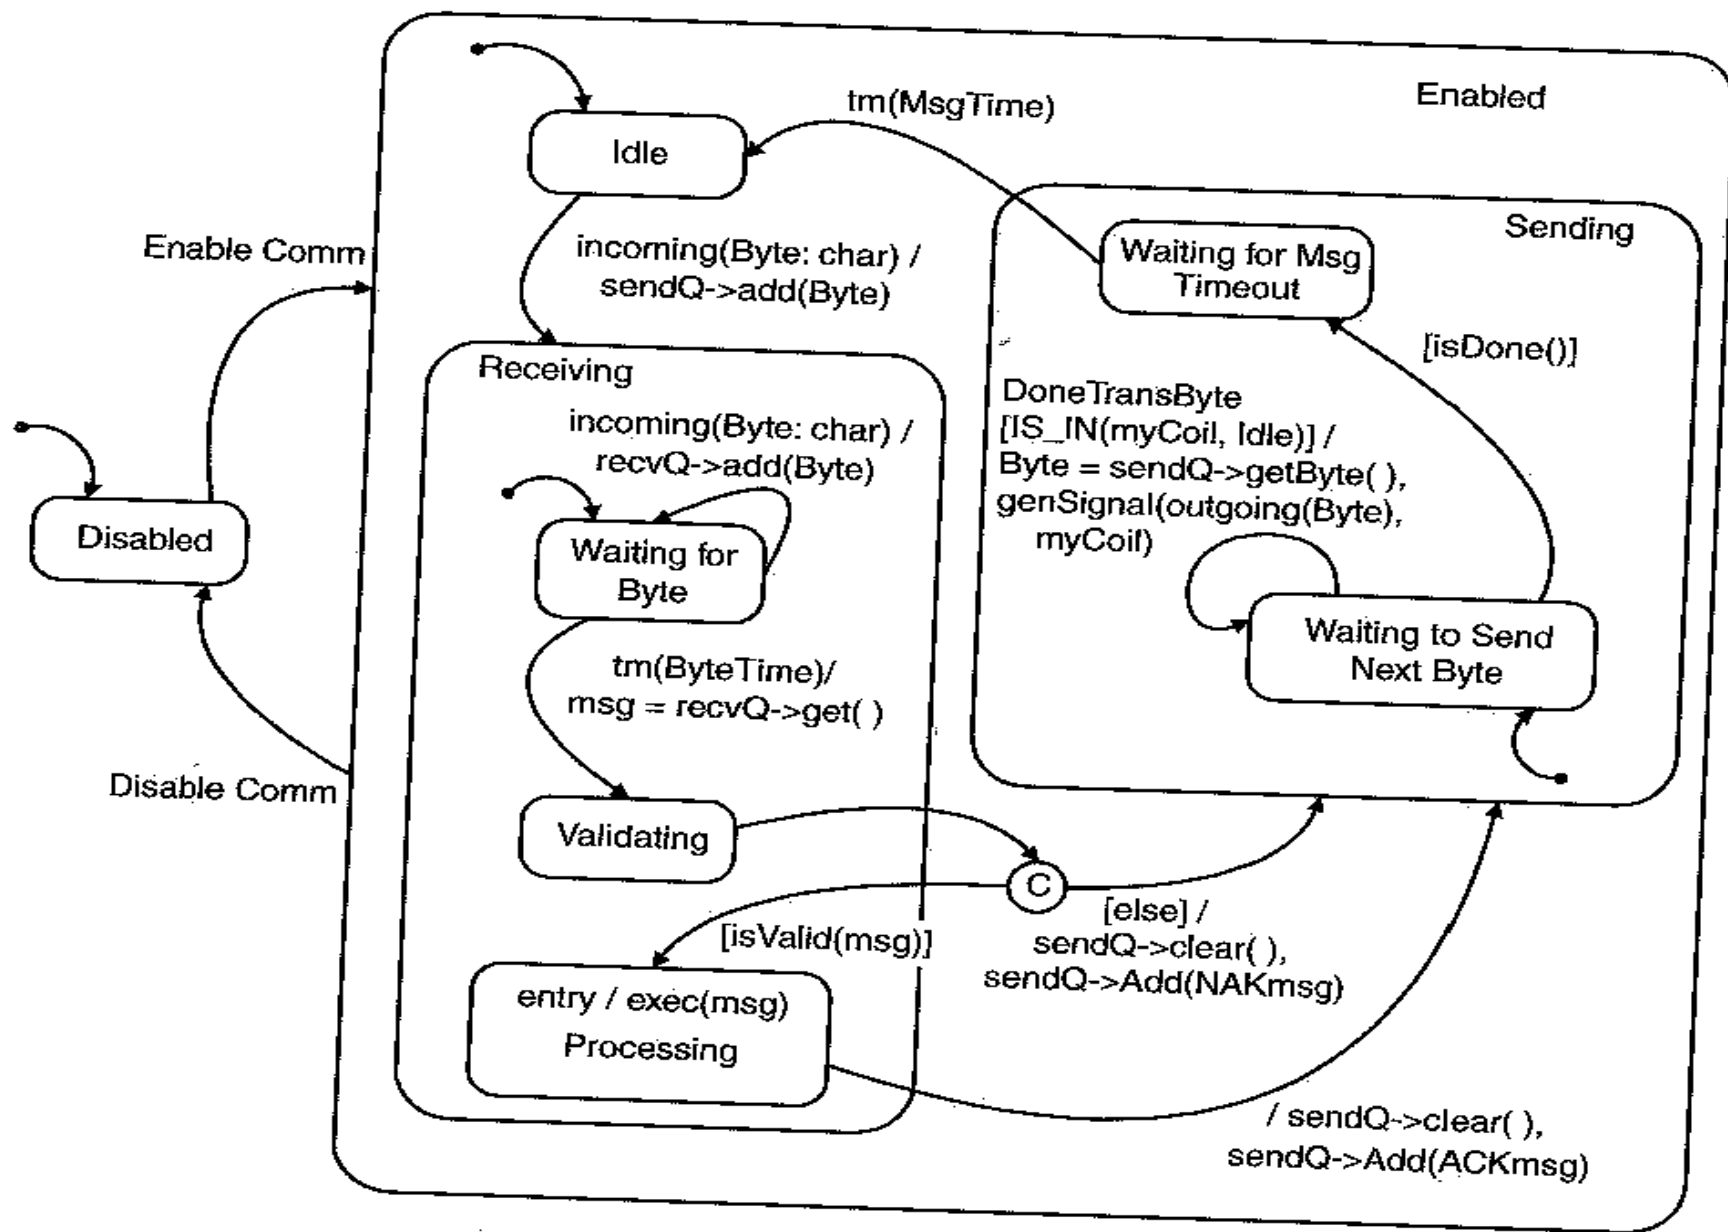 Enabled
tm(MsgTime)
Idle
Sending
Waiting for Msg
Timeout
Enable Comm
incoming(Byte: char) /
sendQ->add(Byte)
[isDone()]
Receiving
DoneTransByte
[IS_IN(myCoil, Idle)] /
Byte = sendQ->getByte( ),
genSignal(outgoing(Byte),
myCoil)
incoming(Byte: char) /
recvQ->add(Byte)
Disabled
Waiting for
Byte
Waiting to Send
Next Byte
tm(ByteTime)/
msg = recvQ->get( )
Disable Comm
Validating
C
[isValid(msg)]
[else] /
sendQ->clear( ),
sendQ->Add(NAKmsg)
entry / exec(msg)
Processing
/ sendQ->clear( ),
sendQ->Add(ACKmsg)